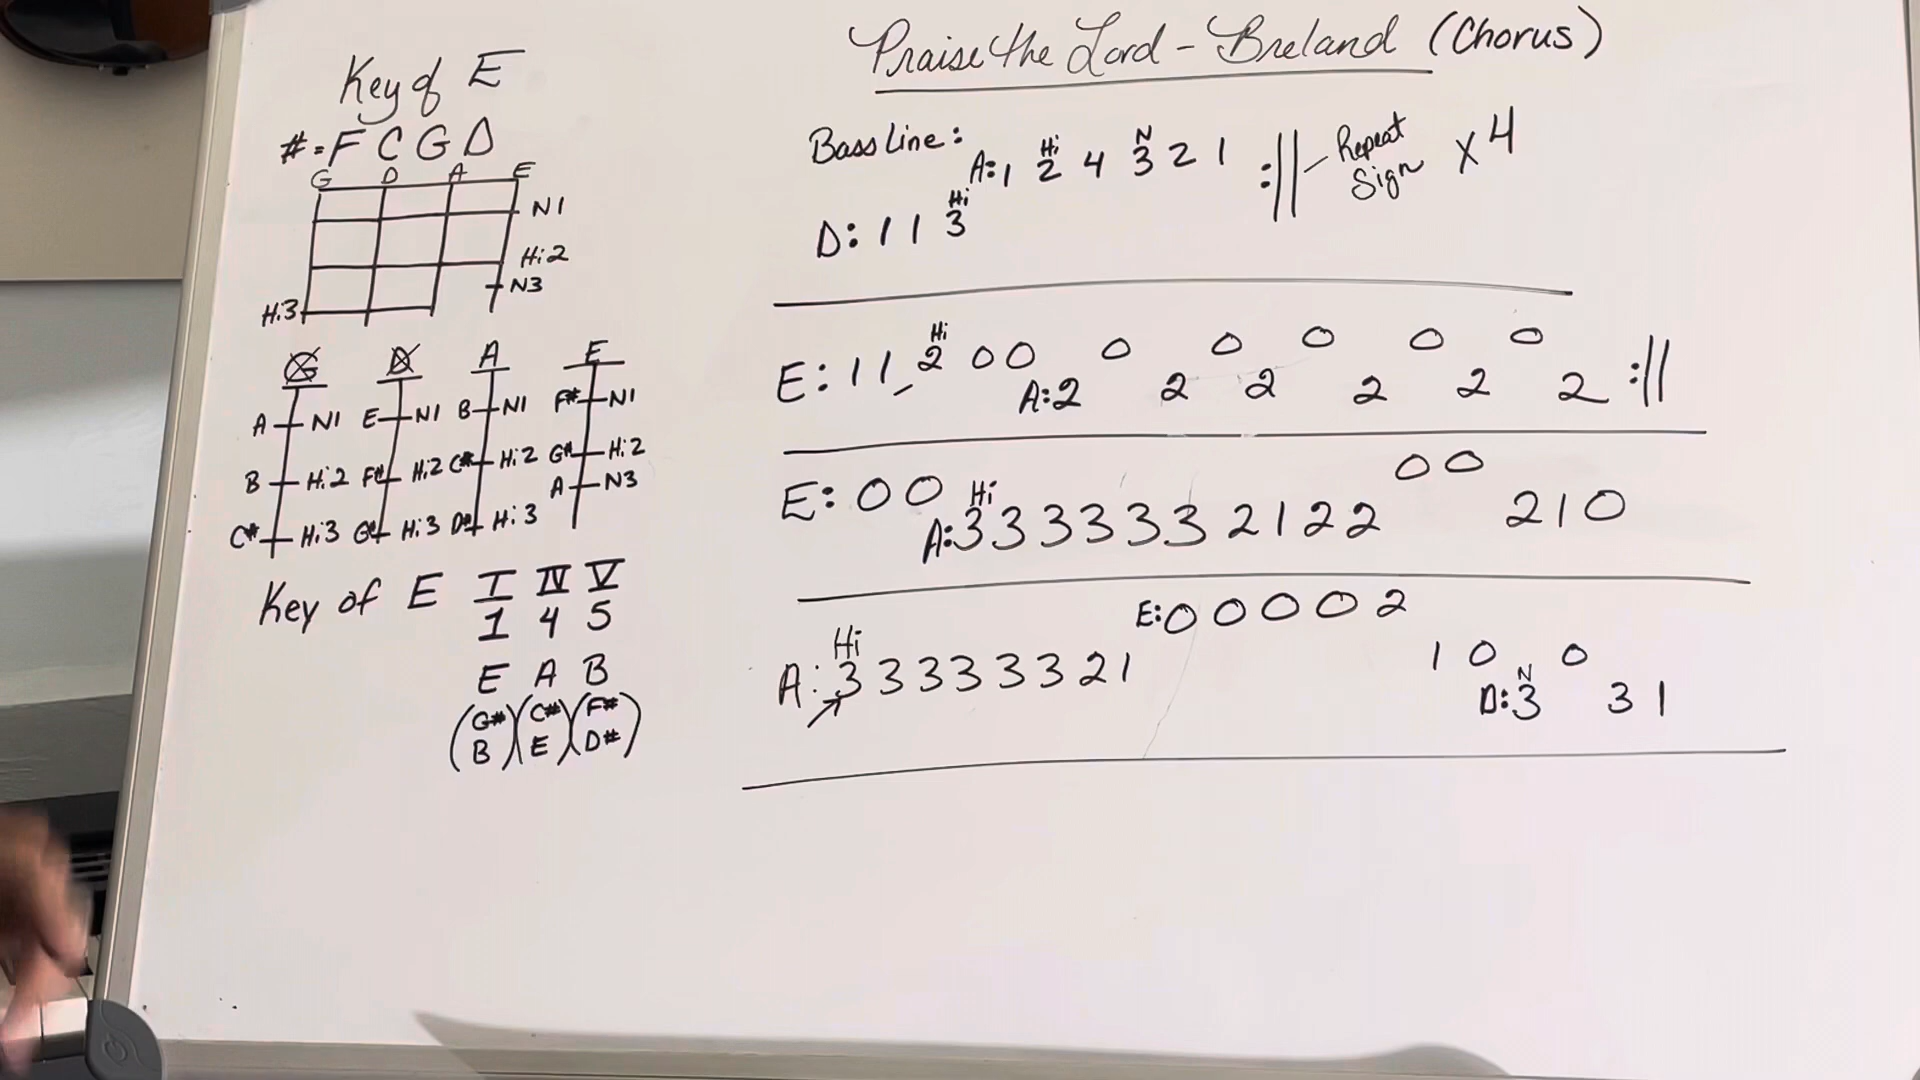 Key of E
# = F C G D
G D A E
N1
Hi2
N3
Hi3
G D A E
A N1 E N1 B N1 F# N1
B Hi2 F# Hi2 C# Hi2 G# Hi2
A N3
C# Hi3 G# Hi3 D# Hi3
Key of E I IV V
1 4 5
E A B
(G# B) (C# E) (F# D#)
Praise the Lord - Breland (Chorus)
Bass Line:
Hi N
A: 1 2 4 3 2 1 :|| Repeat Sign x4
Hi
D: 1 1 3
Hi
0 0 0 0 0
E: 1 1 2 0 0
A: 2 2 2 2 2 2 :||
0 0
E: 0 0
Hi
A: 3 3 3 3 3 3 2 1 2 2 2 1 0
E: 0 0 0 0 2
Hi
1 0 0
A: 3 3 3 3 3 3 2 1
N
D: 3 3 1